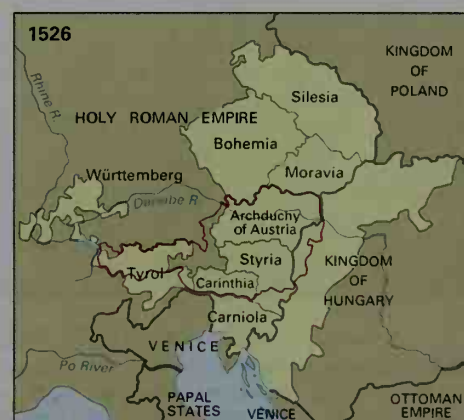 1526
KINGDOM
OF
POLAND
Rhine R.
Silesia
HOLY ROMAN EMPIRE
Bohemia
Moravia
Württemberg
Danube R.
Archduchy
of Austria
Tyrol
Styria
KINGDOM
OF
HUNGARY
Carinthia
Carniola
VENICE
Po River
PAPAL
STATES
VENICE
OTTOMAN
EMPIRE